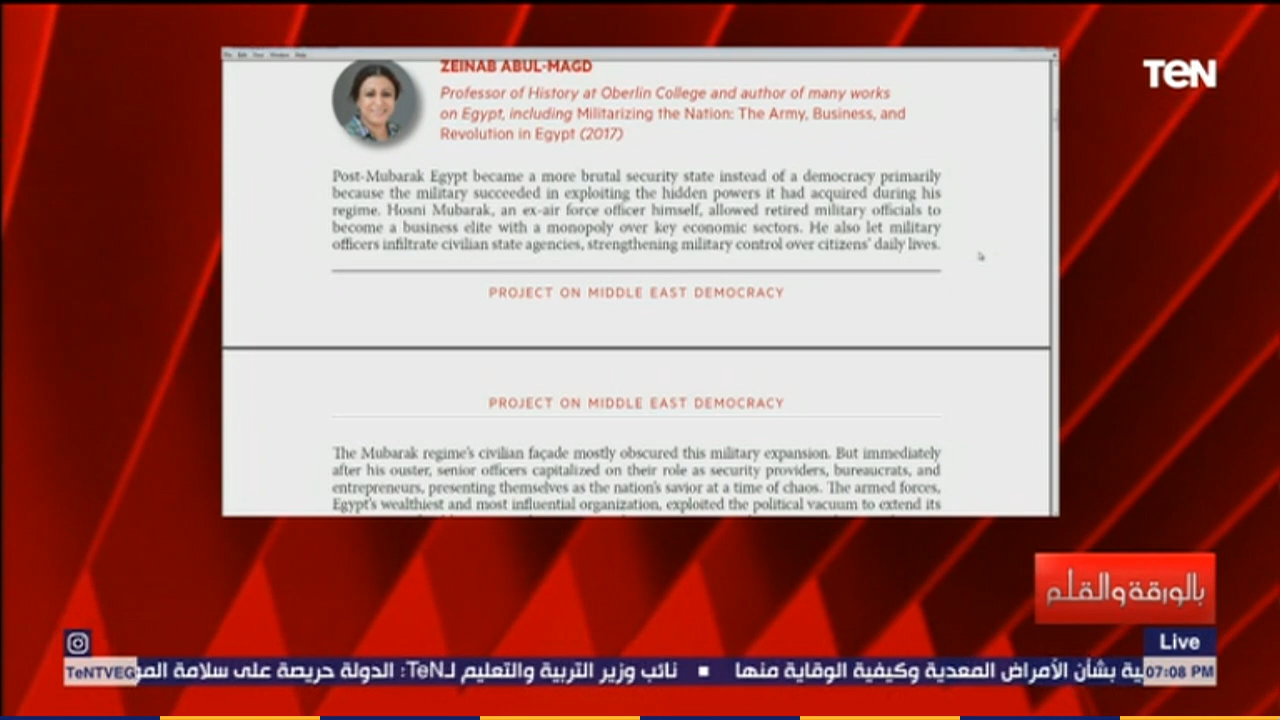 TeN
ZEINAB ABUL-MAGD
Professor of History at Oberlin College and author of many works
on Egypt, including Militarizing the Nation: The Army, Business, and
Revolution in Egypt (2017)
Post-Mubarak Egypt became a more brutal security state instead of a democracy primarily
because the military succeeded in exploiting the hidden powers it had acquired during his
regime. Hosni Mubarak, an ex-air force officer himself, allowed retired military officials to
become a business elite with a monopoly over key economic sectors. He also let military
officers infiltrate civilian state agencies, strengthening military control over citizens' daily lives.
PROJECT ON MIDDLE EAST DEMOCRACY
PROJECT ON MIDDLE EAST DEMOCRACY
The Mubarak regime's civilian façade mostly obscured this military expansion. But immediately
after his ouster, senior officers capitalized on their role as security providers, bureaucrats, and
entrepreneurs, presenting themselves as the nation's savior at a time of chaos. The armed forces,
Egypt's wealthiest and most influential organization, exploited the political vacuum to extend its
بالورقة والقلم
Live
07:08 PM
بشأن الأمراض المعدية وكيفية الوقاية منها ■ نائب وزير التربية والتعليم لـTeN: الدولة حريصة على سلامة
TeNTVEG